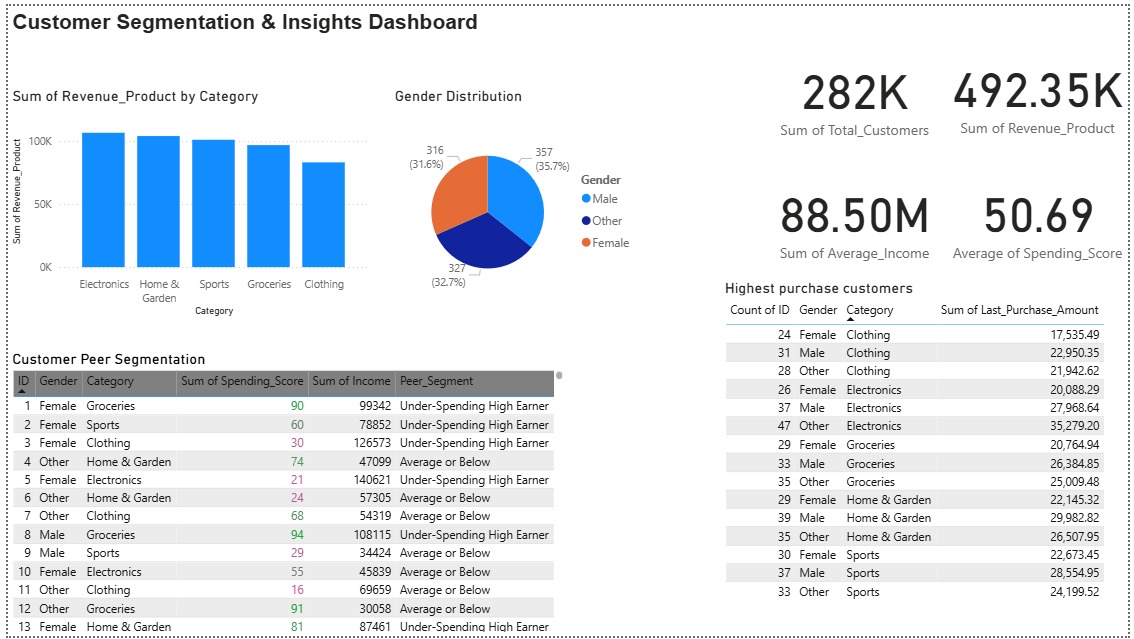 Customer Segmentation & Insights Dashboard
Sum of Revenue_Product by Category
Sum of Revenue_Product
100K
50K
0K
Electronics
Home &
Garden
Sports
Groceries
Clothing
Category
Gender Distribution
316
(31.6%)
357
(35.7%)
327
(32.7%)
Gender
Male
Other
Female
282K
Sum of Total_Customers
492.35K
Sum of Revenue_Product
88.50M
Sum of Average_Income
50.69
Average of Spending_Score
Customer Peer Segmentation
ID Gender Category Sum of Spending_Score Sum of Income Peer_Segment
1 Female Groceries 90 99342 Under-Spending High Earner
2 Female Sports 60 78852 Under-Spending High Earner
3 Female Clothing 30 126573 Under-Spending High Earner
4 Other Home & Garden 74 47099 Average or Below
5 Female Electronics 21 140621 Under-Spending High Earner
6 Other Home & Garden 24 57305 Average or Below
7 Other Clothing 68 54319 Average or Below
8 Male Groceries 94 108115 Under-Spending High Earner
9 Male Sports 29 34424 Average or Below
10 Female Electronics 55 45839 Average or Below
11 Other Clothing 16 69659 Average or Below
12 Other Groceries 91 30058 Average or Below
13 Female Home & Garden 81 87461 Under-Spending High Earner
Highest purchase customers
Count of ID Gender Category Sum of Last_Purchase_Amount
24 Female Clothing 17,535.49
31 Male Clothing 22,950.35
28 Other Clothing 21,942.62
26 Female Electronics 20,088.29
37 Male Electronics 27,968.64
47 Other Electronics 35,279.20
29 Female Groceries 20,764.94
33 Male Groceries 26,384.85
35 Other Groceries 25,009.48
29 Female Home & Garden 22,145.32
39 Male Home & Garden 29,982.82
35 Other Home & Garden 26,507.95
30 Female Sports 22,673.45
37 Male Sports 28,554.95
33 Other Sports 24,199.52